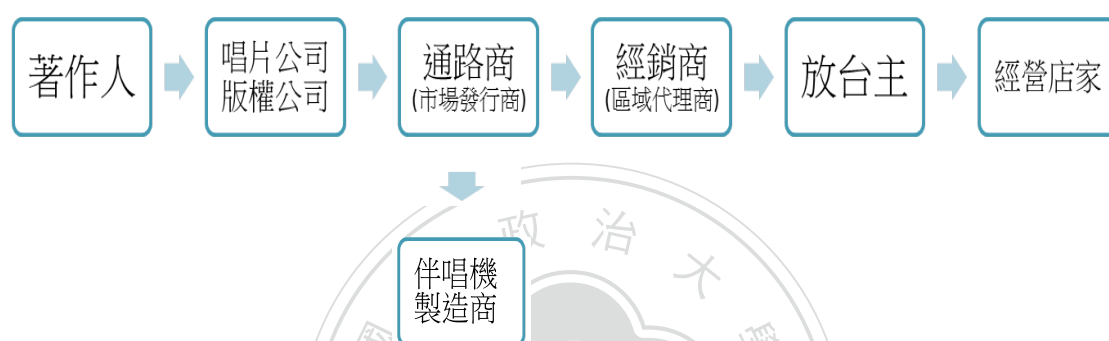 著作人
唱片公司
版權公司
通路商
(市場發行商)
經銷商
(區域代理商)
放台主
經營店家
伴唱機
製造商
政治大